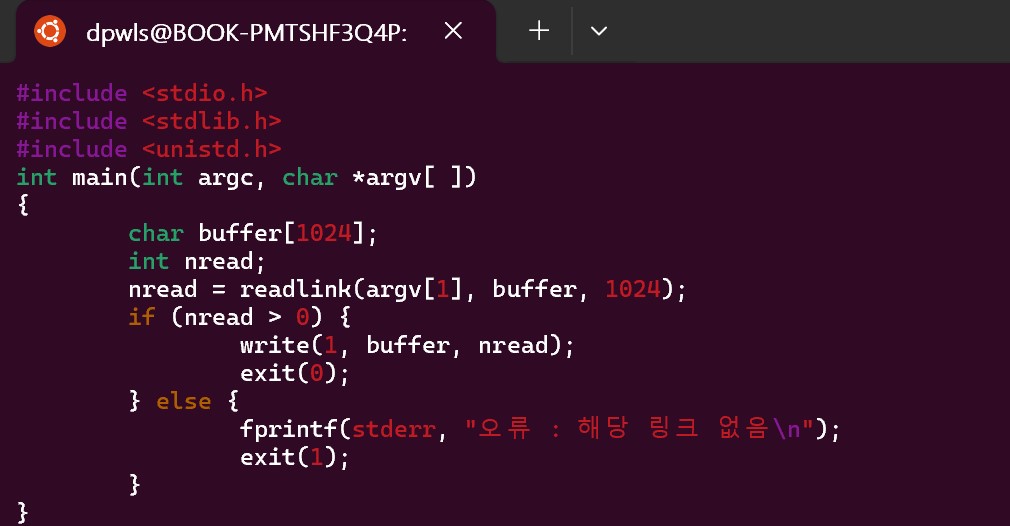 dpwls@BOOK-PMTSHF3Q4P:
#include <stdio.h>
#include <stdlib.h>
#include <unistd.h>
int main(int argc, char *argv[ ])
{
        char buffer[1024];
        int nread;
        nread = readlink(argv[1], buffer, 1024);
        if (nread > 0) {
                write(1, buffer, nread);
                exit(0);
        } else {
                fprintf(stderr, "오류 : 해당 링크 없음\n");
                exit(1);
        }
}